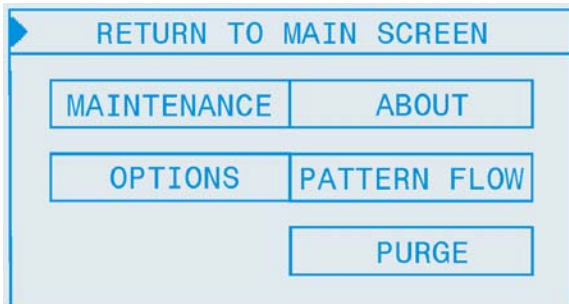 RETURN TO MAIN SCREEN
MAINTENANCE ABOUT
OPTIONS PATTERN FLOW
PURGE